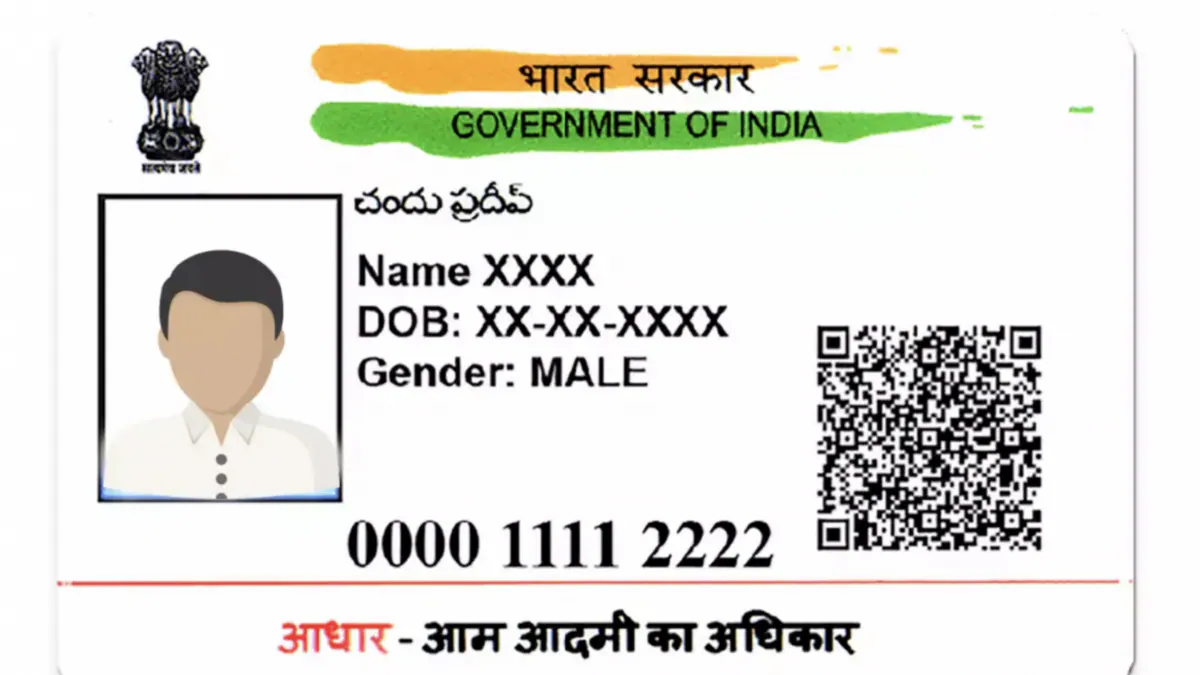 भारत सरकार
GOVERNMENT OF INDIA
सत्यमेव जयते
చందు ప్రదీప్
Name XXXX
DOB: XX-XX-XXXX
Gender: MALE
0000 1111 2222
आधार - आम आदमी का अधिकार